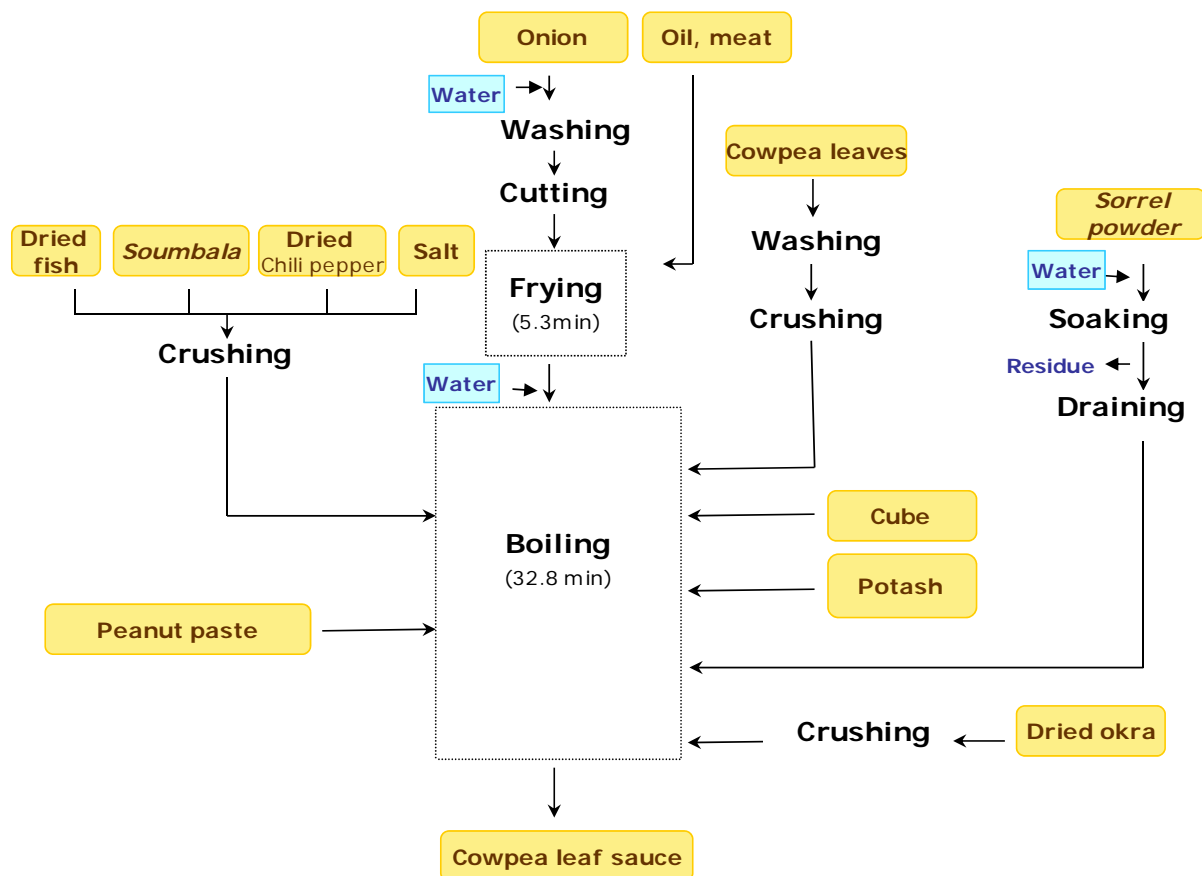 Onion
Oil, meat
Water
Washing
Cowpea leaves
Cutting
Sorrel
powder
Dried
fish
Soumbala
Dried
Chili pepper
Salt
Washing
Water
Frying
(5.3min)
Crushing
Soaking
Crushing
Residue
Water
Draining
Cube
Boiling
(32.8 min)
Potash
Peanut paste
Crushing
Dried okra
Cowpea leaf sauce